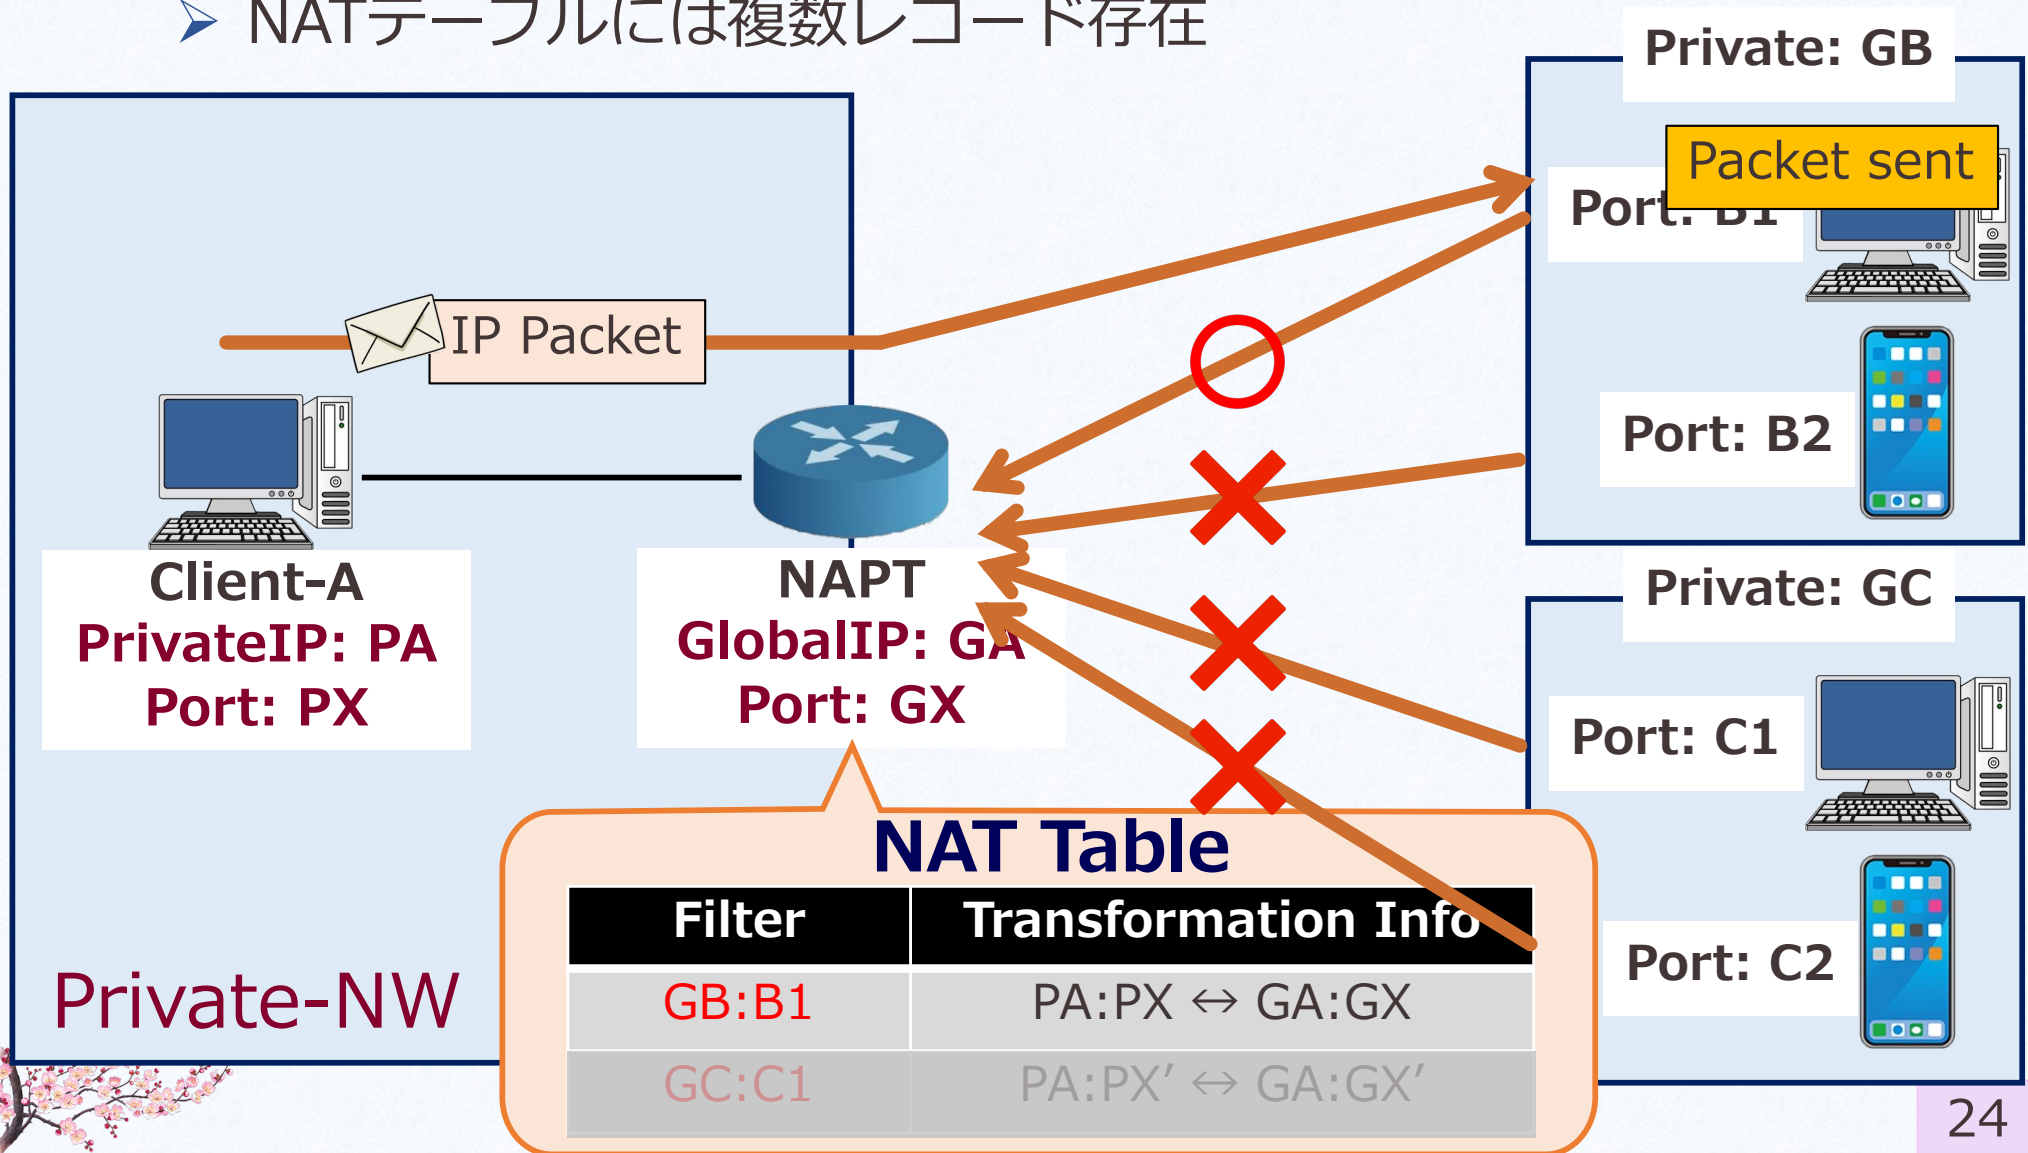 ➢ NATテーブルには複数レコード存在
Private: GB
Packet sent
Port: B1
IP Packet
Port: B2
Client-A
PrivateIP: PA
Port: PX
NAPT
GlobalIP: GA
Port: GX
Private: GC
Port: C1
Port: C2
NAT Table
Filter Transformation Info
GB:B1 PA:PX ↔ GA:GX
GC:C1 PA:PX′ ↔ GA:GX′
Private-NW
24